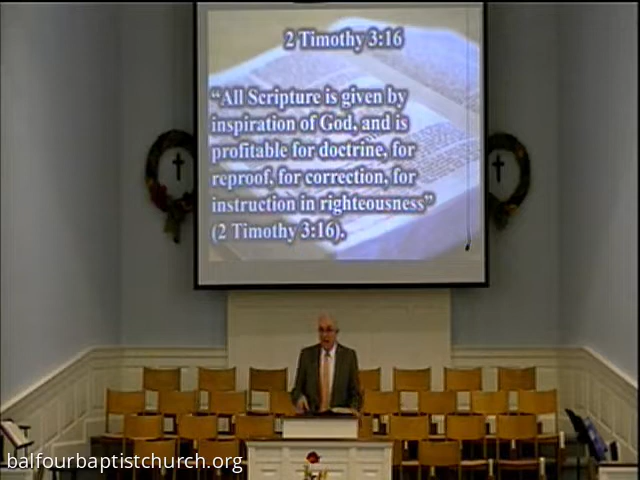 2 Timothy 3:16
“All Scripture is given by
inspiration of God, and is
profitable for doctrine, for
reproof, for correction, for
instruction in righteousness”
(2 Timothy 3:16).
balfourbaptistchurch.org